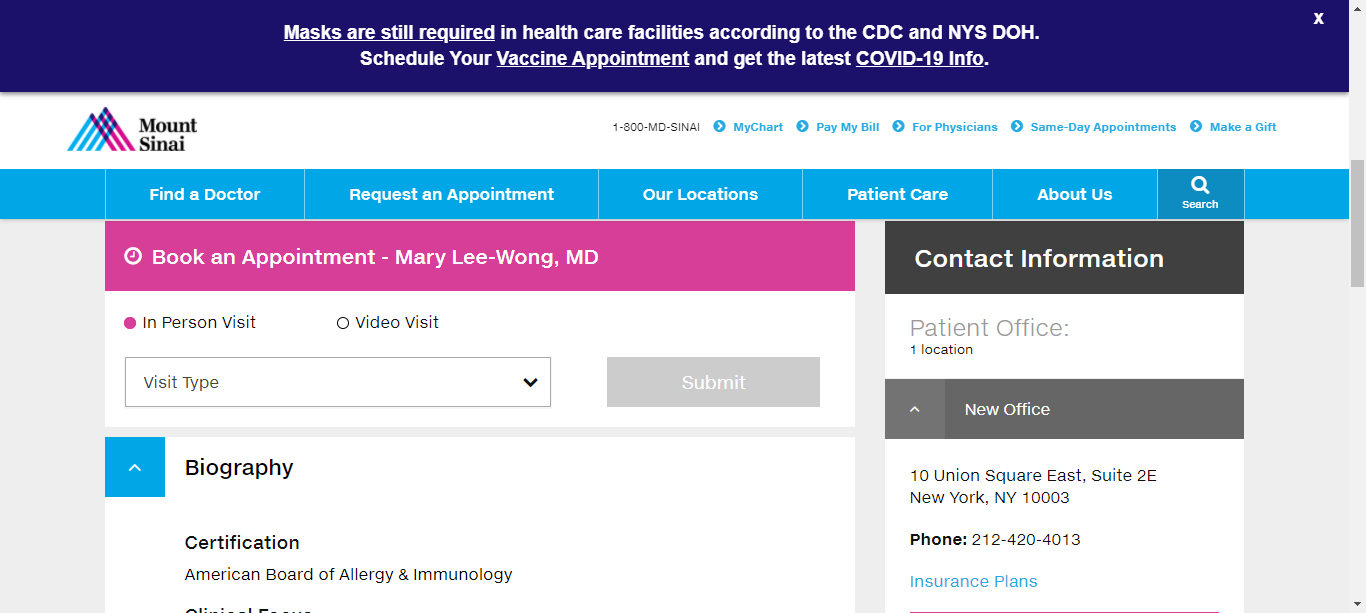 Masks are still required in health care facilities according to the CDC and NYS DOH.
Schedule Your Vaccine Appointment and get the latest COVID-19 Info.
X
Mount
Sinai
1-800-MD-SINAI MyChart Pay My Bill For Physicians Same-Day Appointments Make a Gift
Find a Doctor Request an Appointment Our Locations Patient Care About Us Search
Book an Appointment - Mary Lee-Wong, MD
In Person Visit Video Visit
Visit Type Submit
Biography
Certification
American Board of Allergy & Immunology
Clinical Focus
Contact Information
Patient Office:
1 location
New Office
10 Union Square East, Suite 2E
New York, NY 10003
Phone: 212-420-4013
Insurance Plans